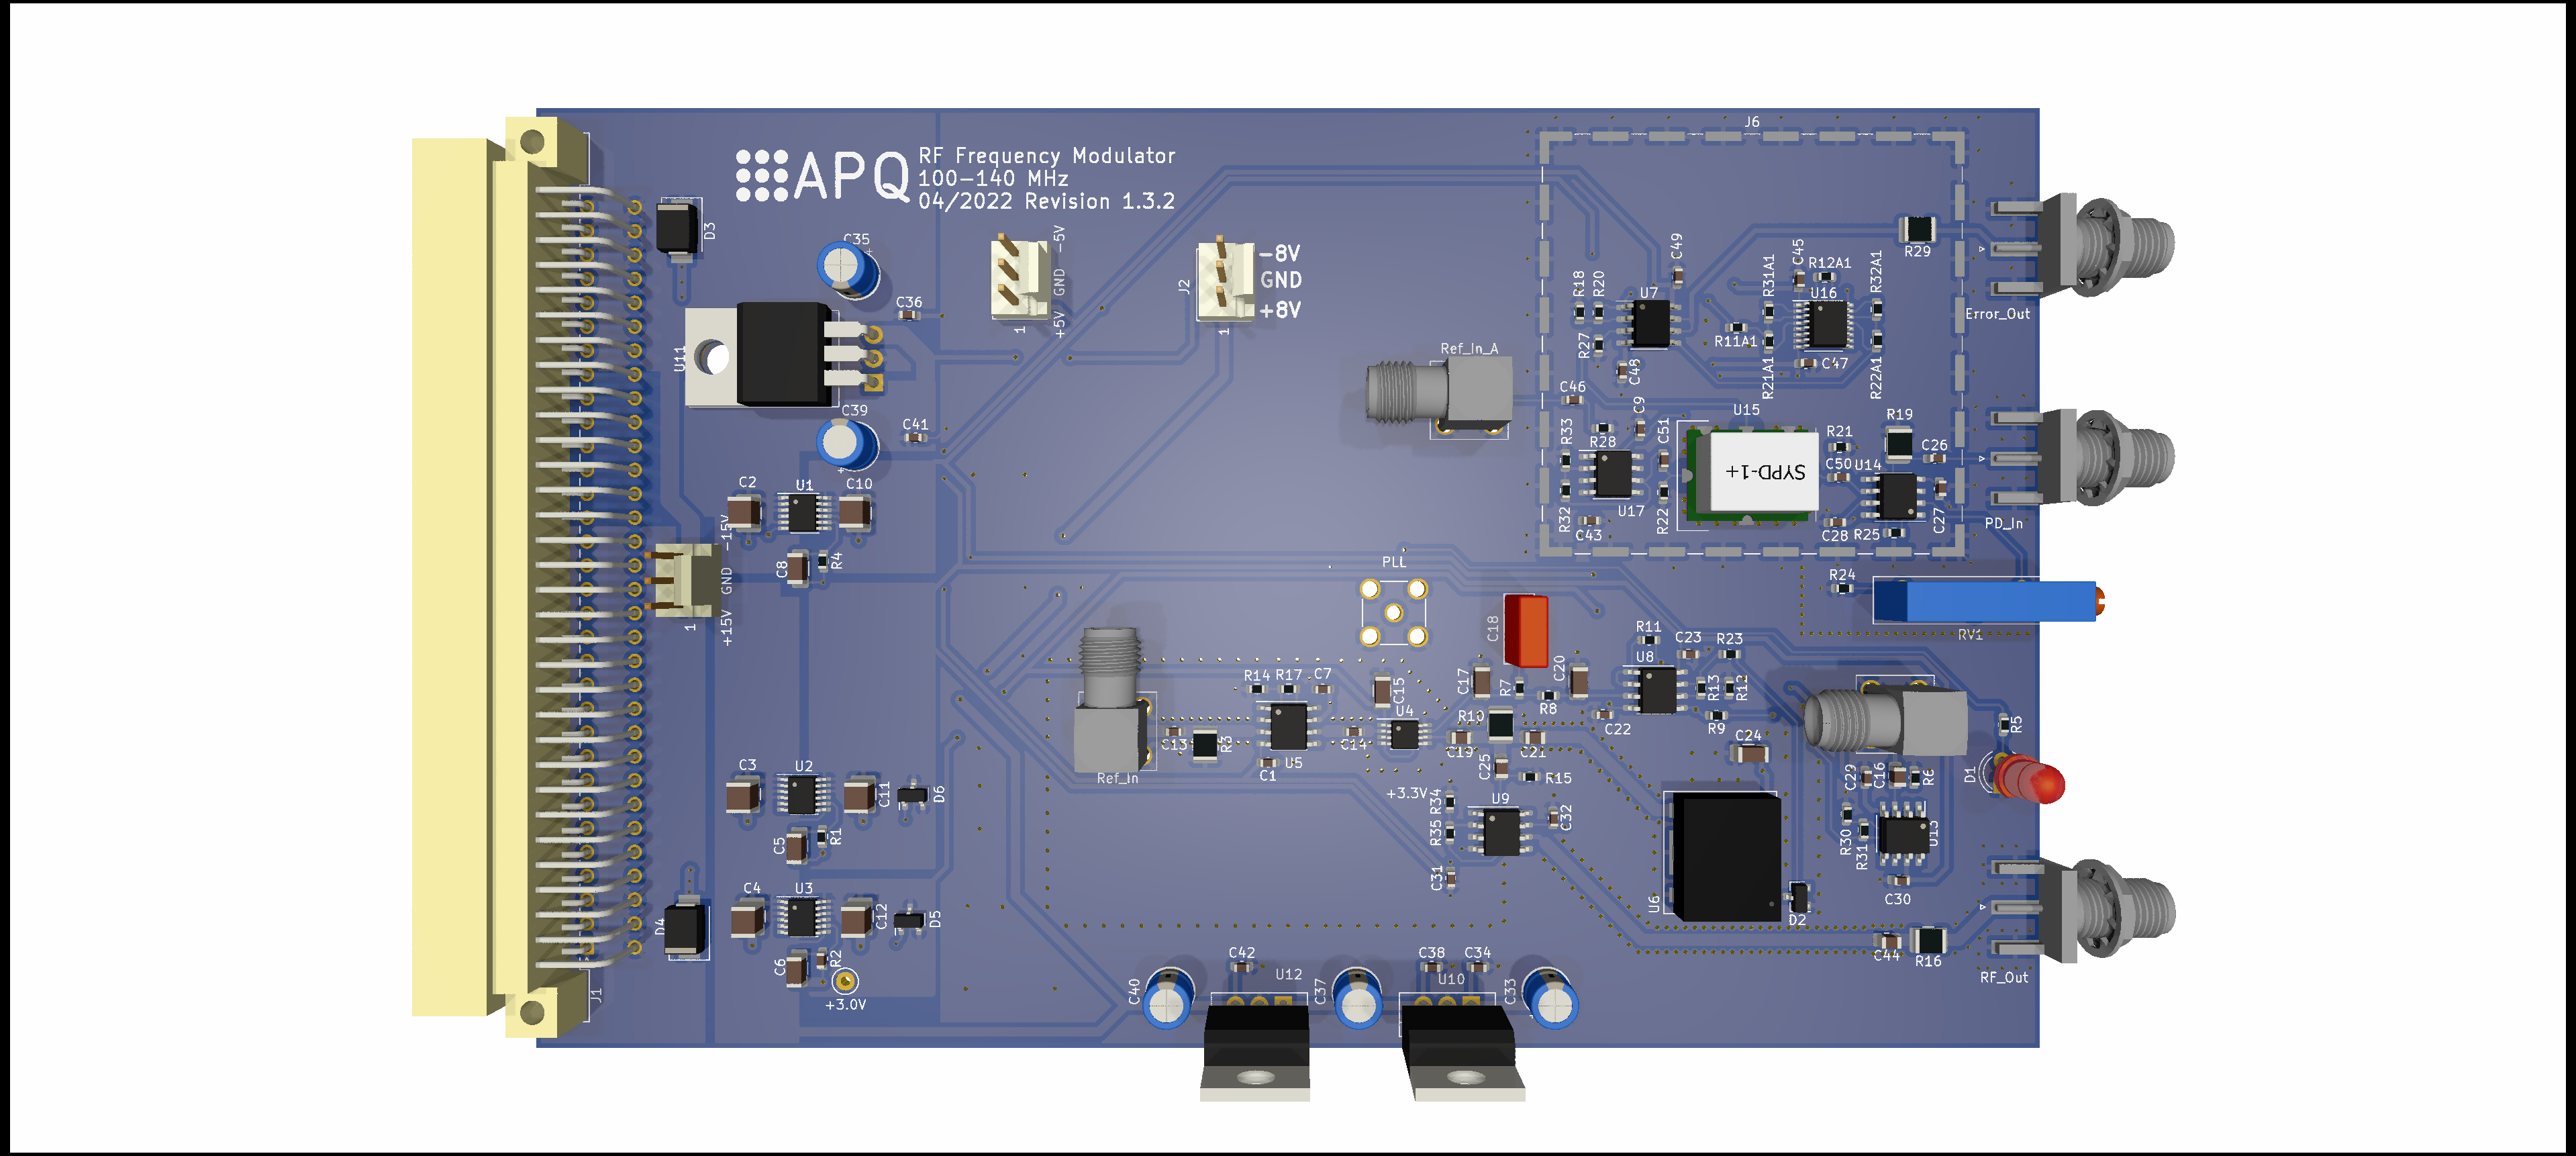 APQ
RF Frequency Modulator
100-140 MHz
04/2022 Revision 1.3.2
J6
D3
C35
C36
U11
C39
C41
-5V
GND
+5V
1
J2
-8V
GND
+8V
1
Ref_In_A
R18
R20
U7
C49
R27
C48
C46
R31A1
C45
R12A1
U16
R32A1
R11A1
R21A1
C47
R22A1
R29
Error_Out
R33
R28
C9
C51
U15
SYPD-1+
R21
R19
C26
C50
U14
R32
C43
U17
R22
C28
R25
C27
PD_In
C2
U1
C10
-15V
GND
+15V
1
C8
R4
PLL
R24
RV1
C18
R11
C23
R23
U8
R14
R17
C7
C15
C17
R7
C20
R8
R13
R12
R9
U4
R10
C22
C13
R3
C14
C19
C21
U5
C1
Ref_In
C24
C25
R15
+3.3V
R34
R35
U9
C32
C31
R5
D1
C29
C16
R6
R30
R31
U13
C30
C3
U2
C11
D6
C5
R1
C4
U3
C12
D5
D4
C6
R2
+3.0V
J1
U6
D2
C44
R16
RF_Out
C40
C42
U12
C37
C38
C34
U10
C33